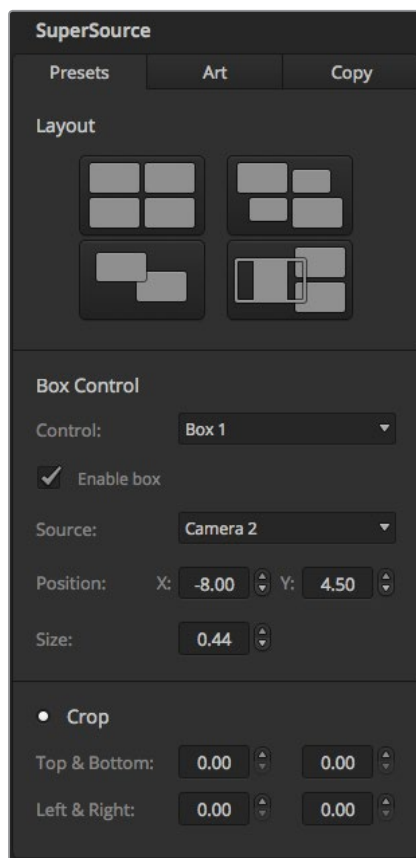 SuperSource
Presets Art Copy
Layout
Box Control
Control: Box 1
Enable box
Source: Camera 2
Position: X: -8.00 Y: 4.50
Size: 0.44
Crop
Top & Bottom: 0.00 0.00
Left & Right: 0.00 0.00